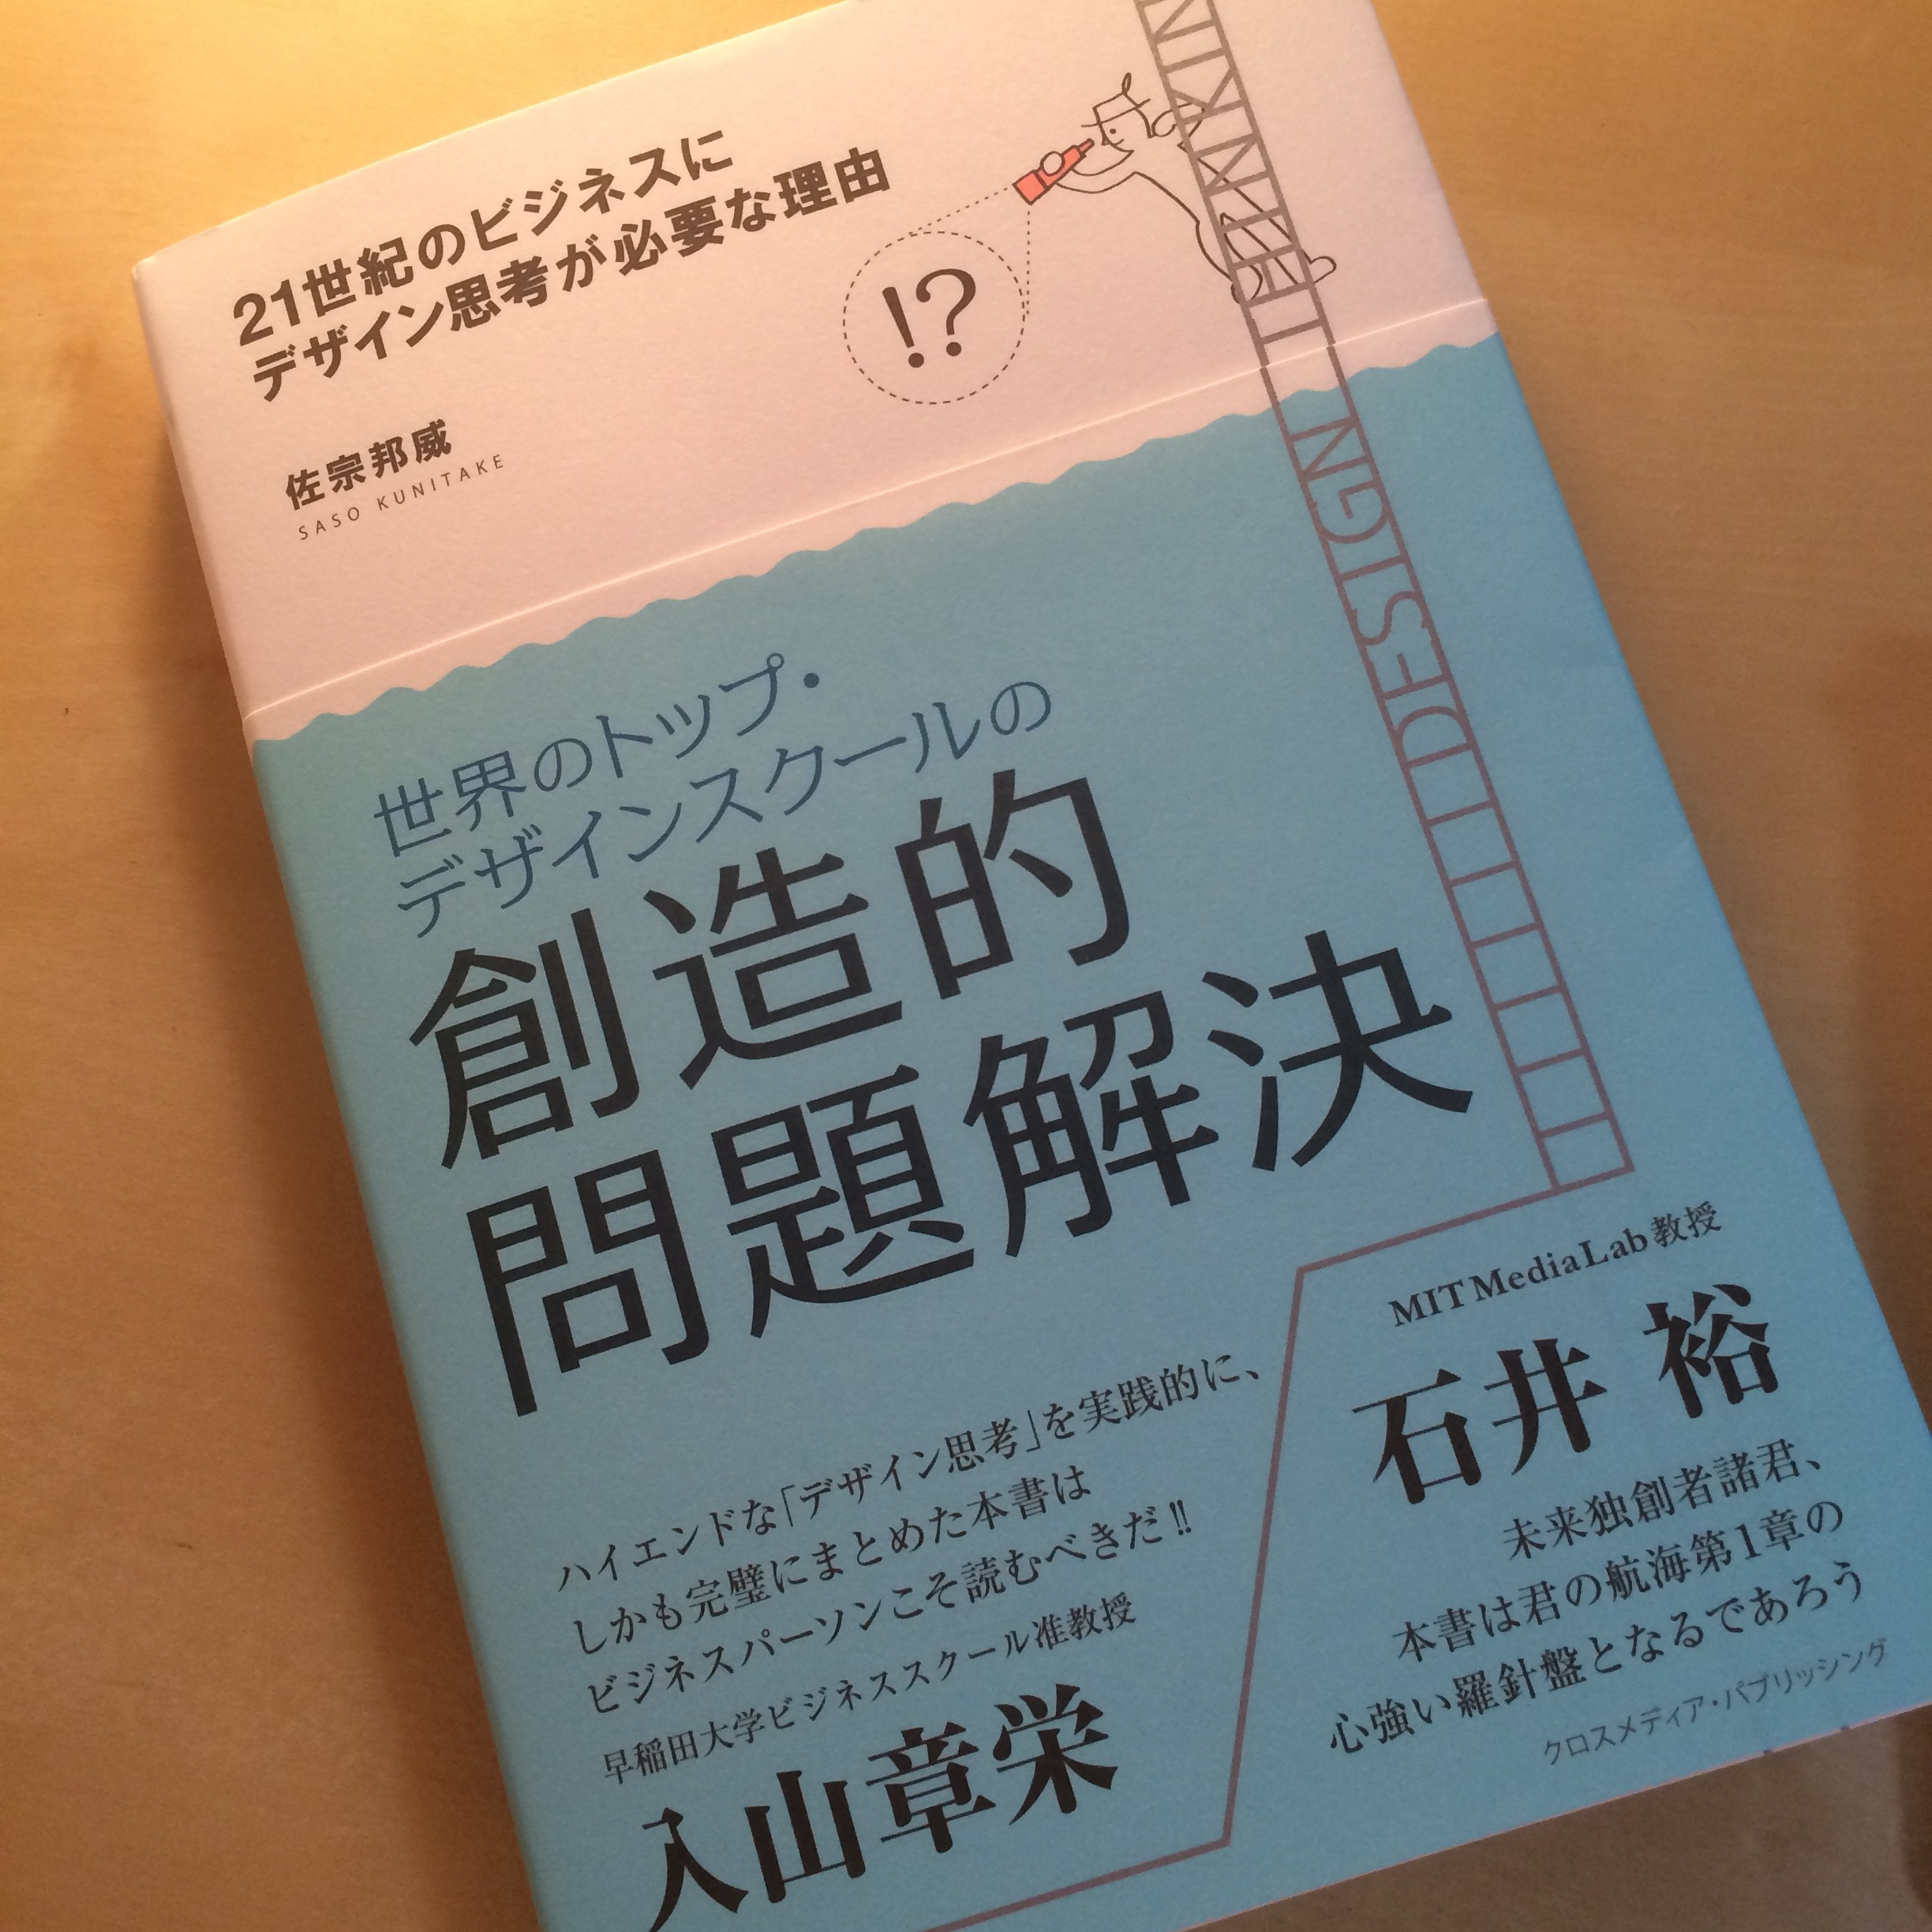 21世紀のビジネスに
デザイン思考が必要な理由
佐宗邦威
SASO KUNITAKE
!?
DESIGN THINKIN
世界のトップ・
デザインスクールの
創造的
問題解決
ハイエンドな「デザイン思考」を実践的に、
しかも完璧にまとめた本書は
ビジネスパーソンこそ読むべきだ!!
早稲田大学ビジネススクール准教授
入山章栄
MIT Media Lab教授
石井 裕
未来独創者諸君、
本書は君の航海第1章の
心強い羅針盤となるであろう
クロスメディア・パブリッシング